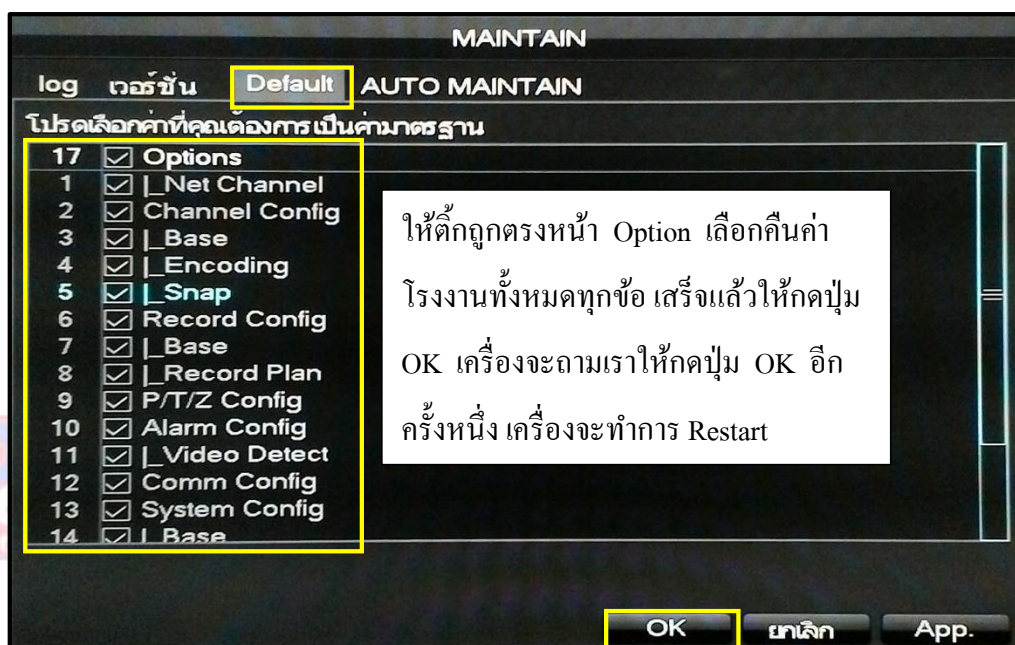 MAINTAIN
log เวอร์ชั่น Default AUTO MAINTAIN
โปรดเลือกค่าที่คุณต้องการเป็นค่ามาตรฐาน
17 Options
1 |_Net Channel
2 Channel Config
3 |_Base
4 |_Encoding
5 |_Snap
6 Record Config
7 |_Base
8 |_Record Plan
9 P/T/Z Config
10 Alarm Config
11 |_Video Detect
12 Comm Config
13 System Config
14 |_Base
ให้ติ้กถูกตรงหน้า Option เลือกคืนค่า
โรงงานทั้งหมดทุกข้อ เสร็จแล้วให้กดปุ่ม
OK เครื่องจะถามเราให้กดปุ่ม OK อีก
ครั้งหนึ่ง เครื่องจะทำการ Restart
OK ยกเลิก App.